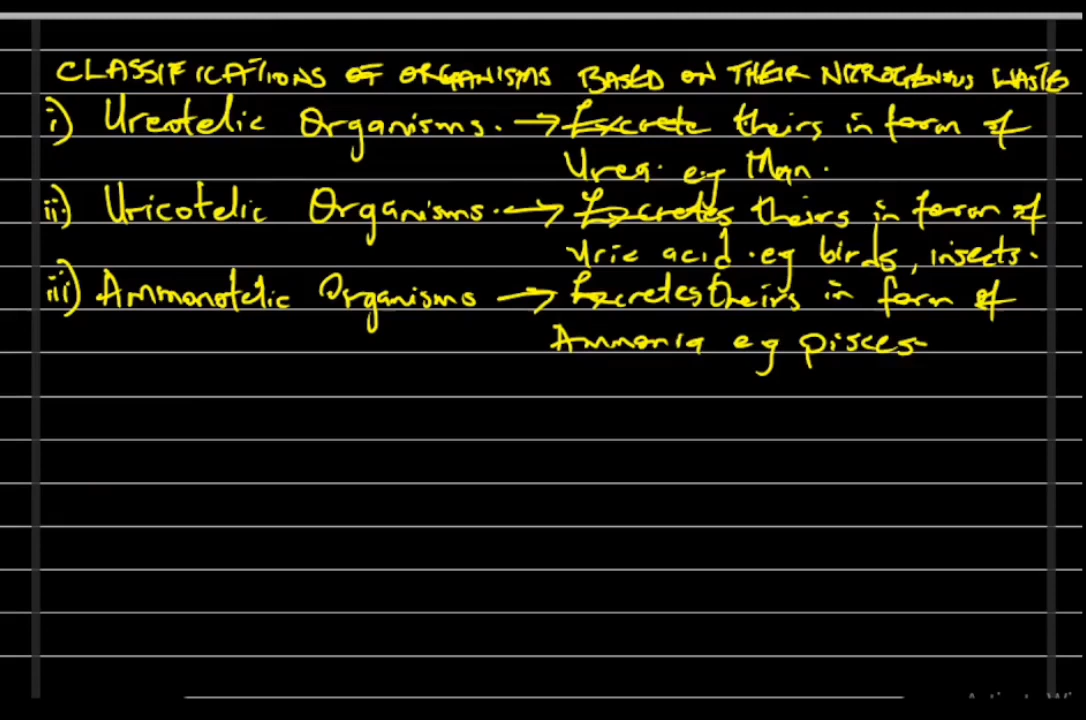 CLASSIFICATIONS OF ORGANISMS BASED ON THEIR NITROGENOUS WASTE
i) Ureotelic Organisms. → Excrete theirs in form of
Urea. eg Man.
ii) Uricotelic Organisms. → Excretes theirs in form of
Uric acid. eg birds, insects.
iii) Ammonotelic Organisms → Excretes theirs in form of
Ammonia eg pisces